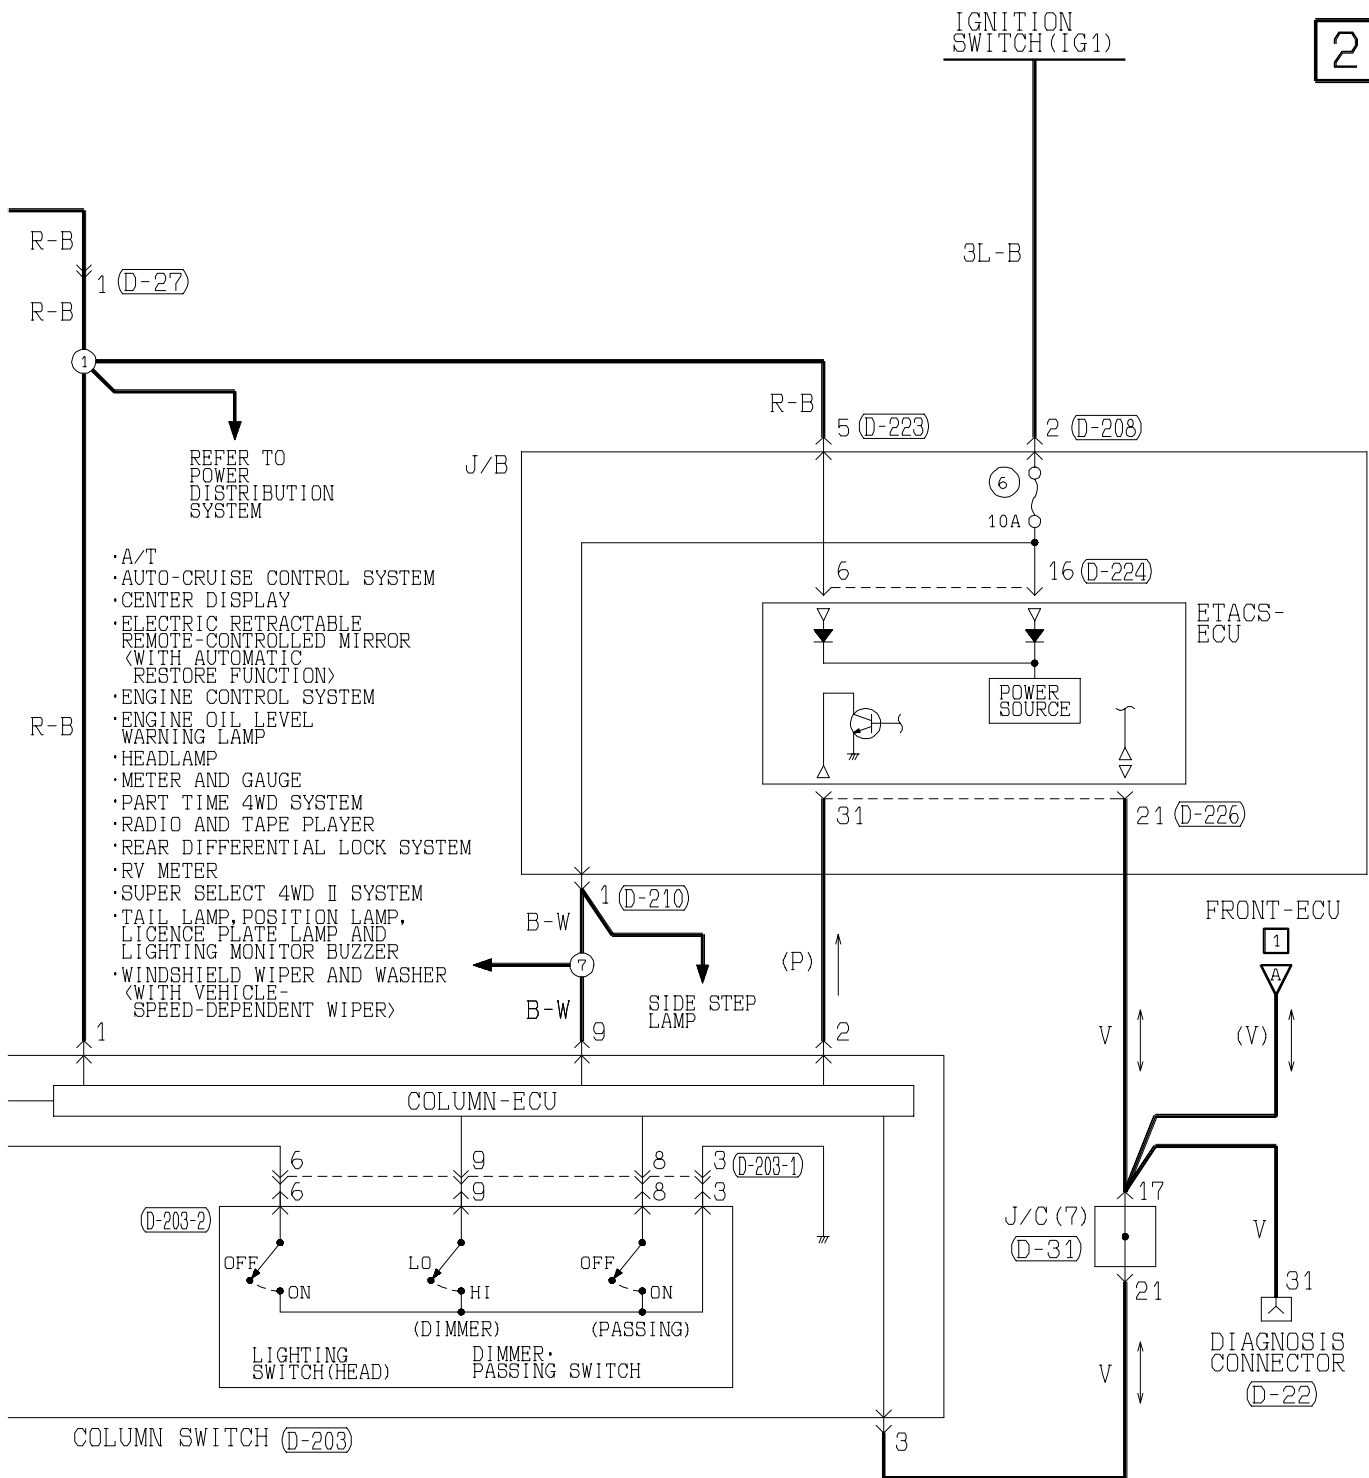 IGNITION
SWITCH(IG1)
2
R-B
1 (D-27)
R-B
3L-B
1
R-B
5 (D-223)
2 (D-208)
REFER TO
POWER
DISTRIBUTION
SYSTEM
J/B
6
10A
·A/T
·AUTO-CRUISE CONTROL SYSTEM
·CENTER DISPLAY
·ELECTRIC RETRACTABLE
REMOTE-CONTROLLED MIRROR
<WITH AUTOMATIC
RESTORE FUNCTION>
·ENGINE CONTROL SYSTEM
·ENGINE OIL LEVEL
WARNING LAMP
·HEADLAMP
·METER AND GAUGE
·PART TIME 4WD SYSTEM
·RADIO AND TAPE PLAYER
·REAR DIFFERENTIAL LOCK SYSTEM
·RV METER
·SUPER SELECT 4WD Ⅱ SYSTEM
·TAIL LAMP,POSITION LAMP,
LICENCE PLATE LAMP AND
LIGHTING MONITOR BUZZER
·WINDSHIELD WIPER AND WASHER
<WITH VEHICLE-
SPEED-DEPENDENT WIPER>
R-B
6
16 (D-224)
ETACS-
ECU
POWER
SOURCE
31
21 (D-226)
1 (D-210)
B-W
7
B-W
SIDE STEP
LAMP
(P)
FRONT-ECU
1
A
V
(V)
1
9
2
COLUMN-ECU
6
9
8
3 (D-203-1)
6
9
8
3
(D-203-2)
OFF
ON
LO
HI
OFF
ON
(DIMMER)
(PASSING)
LIGHTING
SWITCH(HEAD)
DIMMER·
PASSING SWITCH
17
J/C(7)
(D-31)
21
V
31
DIAGNOSIS
CONNECTOR
(D-22)
V
COLUMN SWITCH (D-203)
3